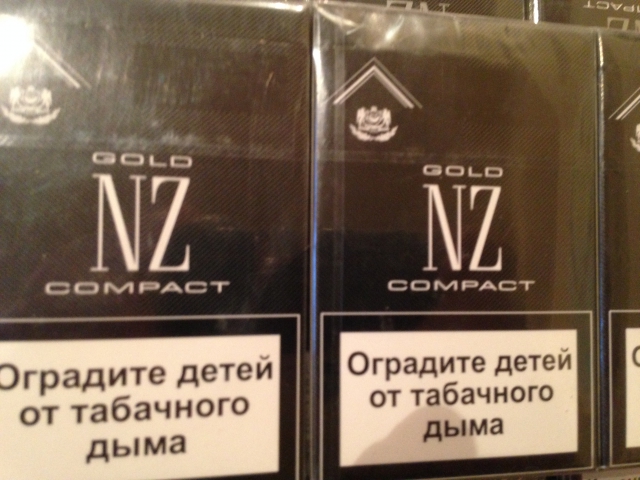 GOLD
NZ
COMPACT
Оградите детей
от табачного
дыма
GOLD
NZ
COMPACT
Оградите детей
от табачного
дыма